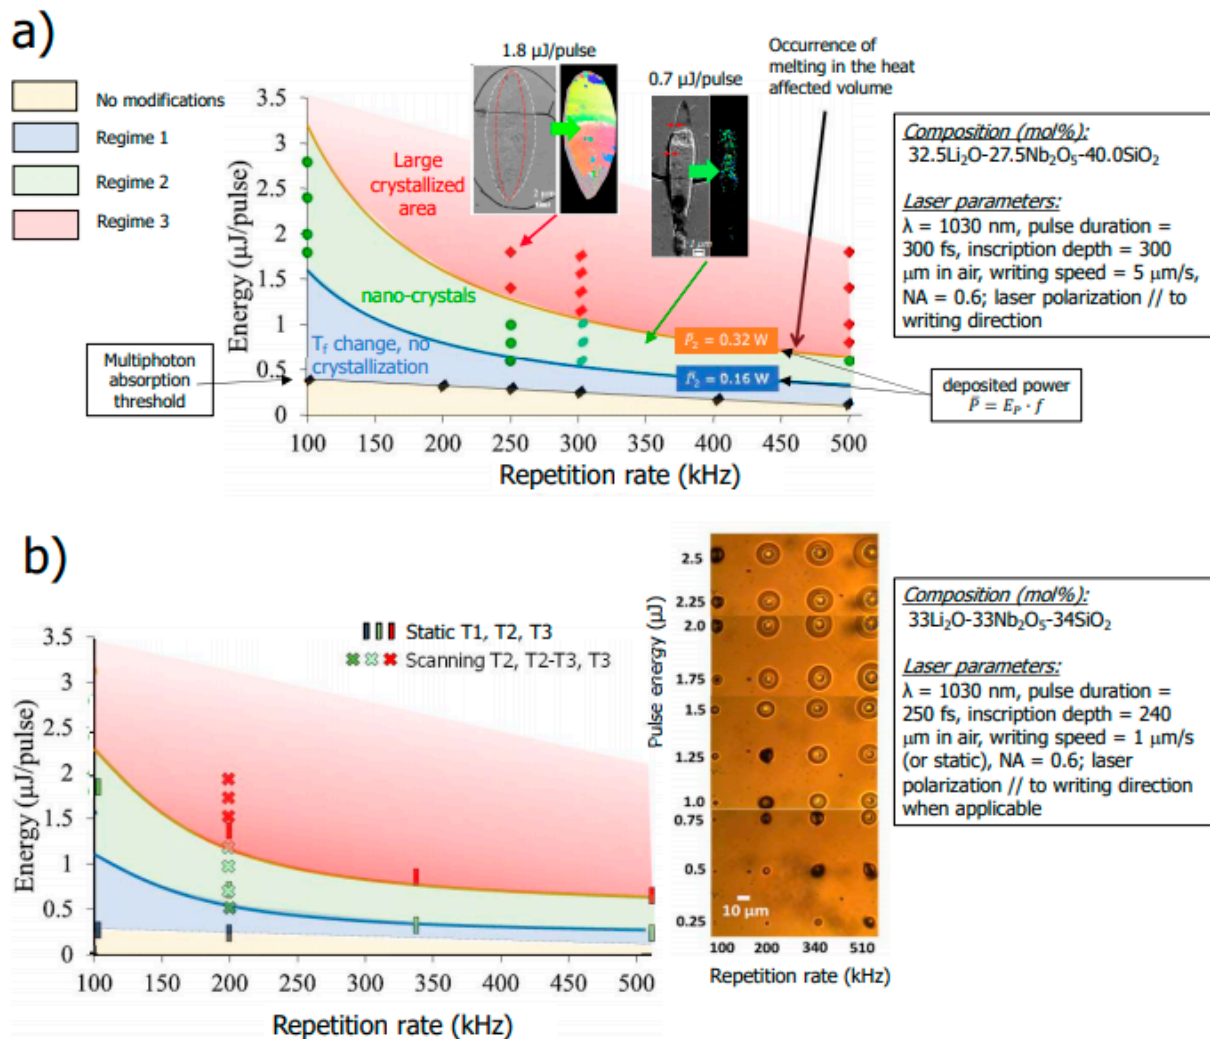 a)
No modifications
Regime 1
Regime 2
Regime 3
Multiphoton
absorption
threshold
Energy (μJ/pulse)
3.5
3
2.5
2
1.5
1
0.5
0
100
150
200
250
300
350
400
450
500
Repetition rate (kHz)
1.8 μJ/pulse
2 μm
0.7 μJ/pulse
1 μm
Occurrence of
melting in the heat
affected volume
Large
crystallized
area
nano-crystals
Tf change, no
crystallization
P̄₂ = 0.32 W
P̄₂ = 0.16 W
deposited power
P̄ = E_P · f
Composition (mol%):
32.5Li₂O-27.5Nb₂O₅-40.0SiO₂
Laser parameters:
λ = 1030 nm, pulse duration =
300 fs, inscription depth = 300
μm in air, writing speed = 5 μm/s,
NA = 0.6; laser polarization // to
writing direction
b)
Static T1, T2, T3
Scanning T2, T2-T3, T3
Energy (μJ/pulse)
3.5
3
2.5
2
1.5
1
0.5
0
100
150
200
250
300
350
400
450
500
Repetition rate (kHz)
Pulse energy (μJ)
2.5
2.25
2.0
1.75
1.5
1.25
1.0
0.75
0.5
0.25
10 μm
100
200
340
510
Repetition rate (kHz)
Composition (mol%):
33Li₂O-33Nb₂O₅-34SiO₂
Laser parameters:
λ = 1030 nm, pulse duration =
250 fs, inscription depth = 240
μm in air, writing speed = 1 μm/s
(or static), NA = 0.6; laser
polarization // to writing direction
when applicable